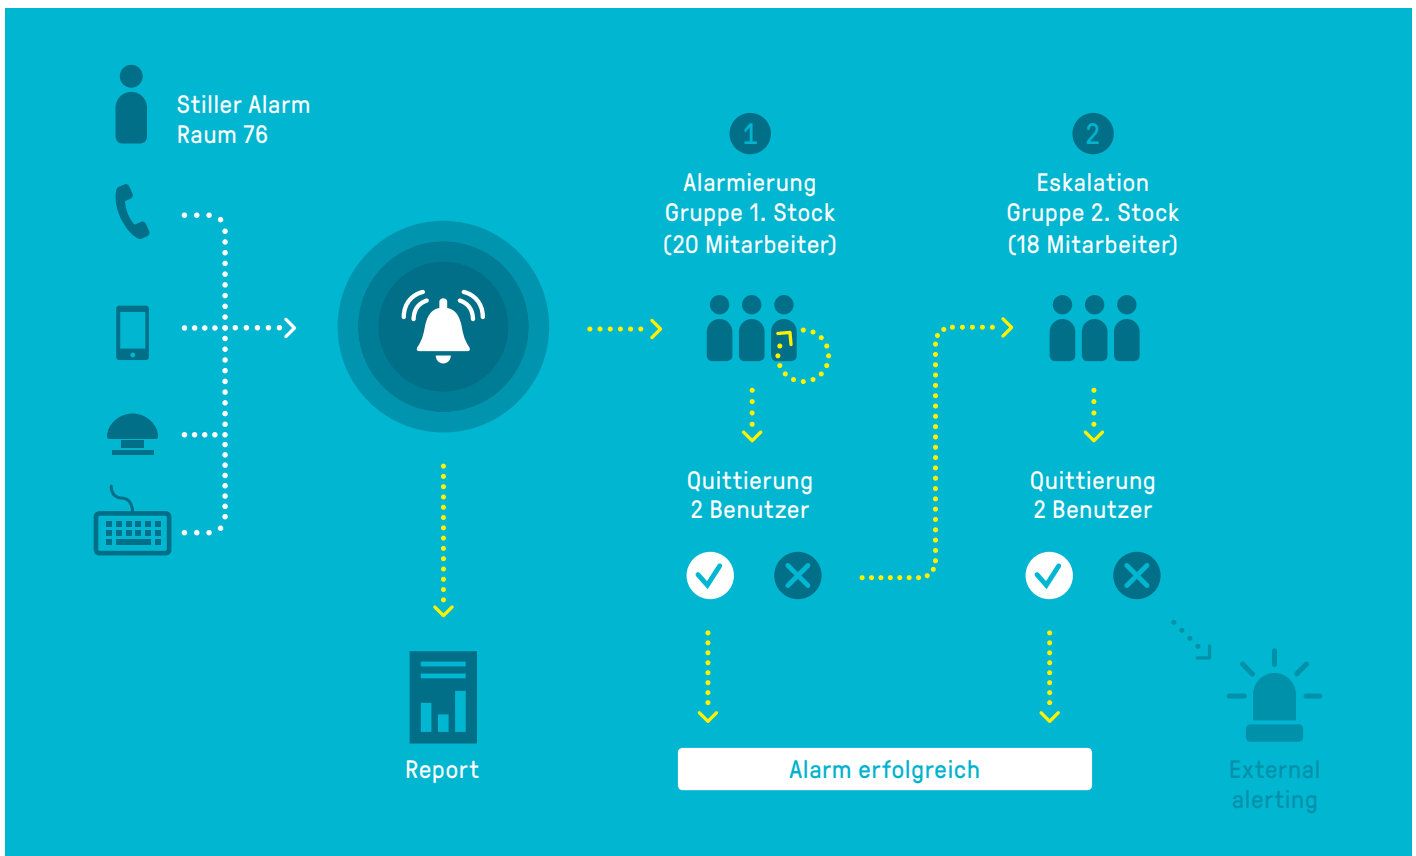 Stiller Alarm
Raum 76
1
Alarmierung
Gruppe 1. Stock
(20 Mitarbeiter)
2
Eskalation
Gruppe 2. Stock
(18 Mitarbeiter)
Quittierung
2 Benutzer
Quittierung
2 Benutzer
Report
Alarm erfolgreich
External
alerting